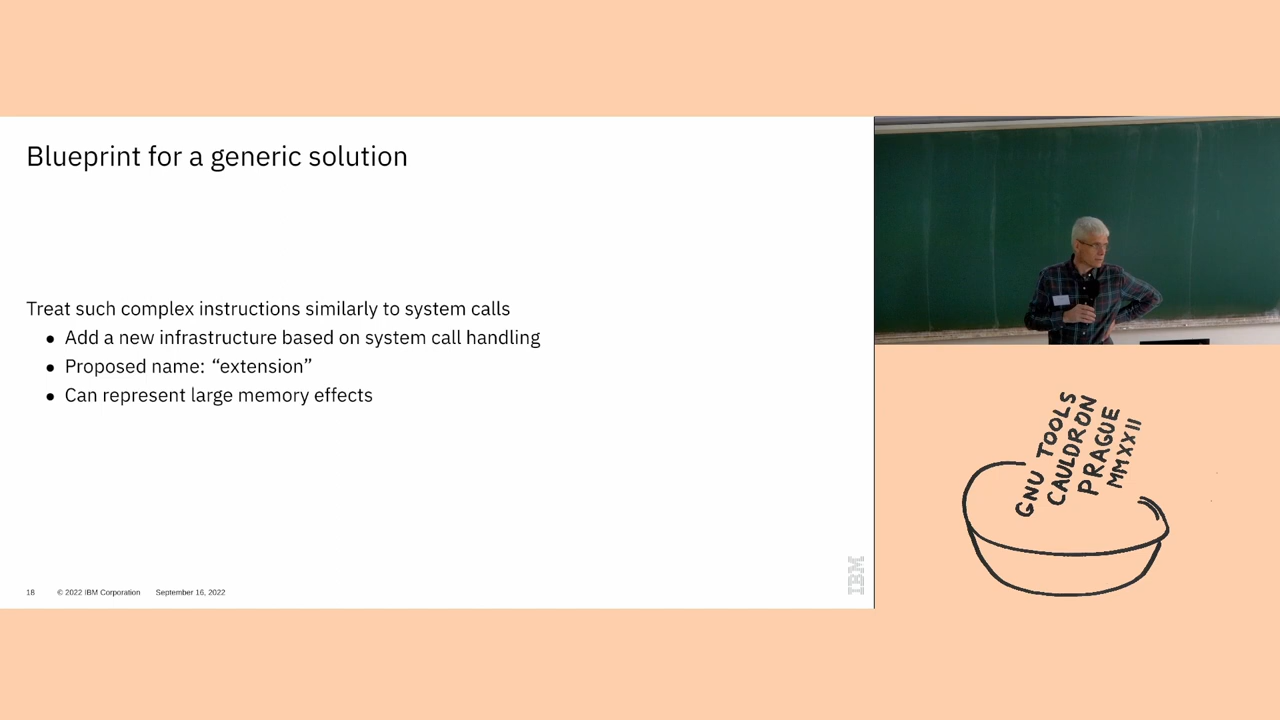 Blueprint for a generic solution
Treat such complex instructions similarly to system calls
● Add a new infrastructure based on system call handling
● Proposed name: “extension”
● Can represent large memory effects
18 © 2022 IBM Corporation September 16, 2022
IBM
GNU TOOLS
CAULDRON
PRAGUE
MMXXII